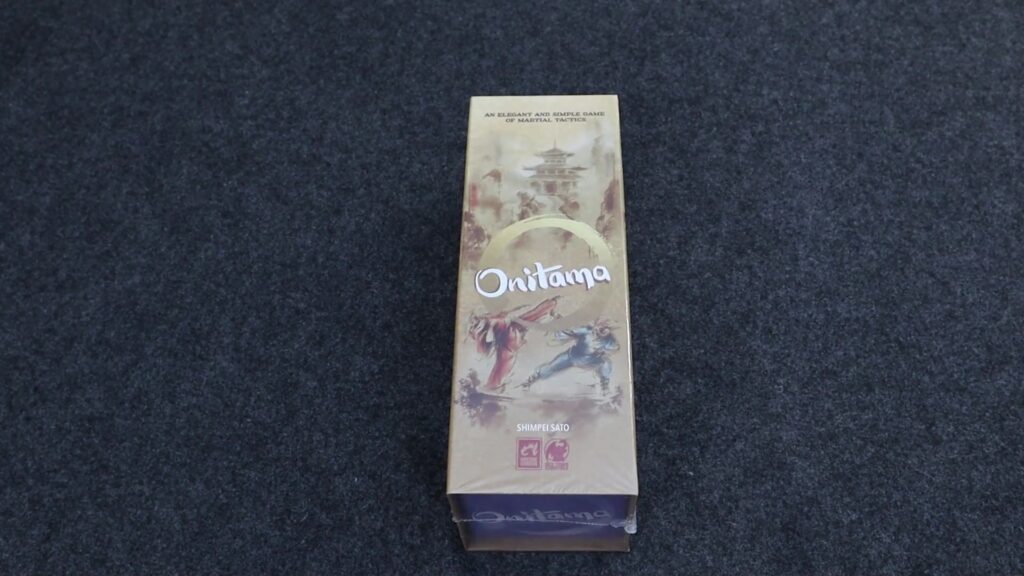 AN ELEGANT AND SIMPLE GAME
OF MARTIAL TACTICS
Onitama
SHIMPEI SATO
Onitama